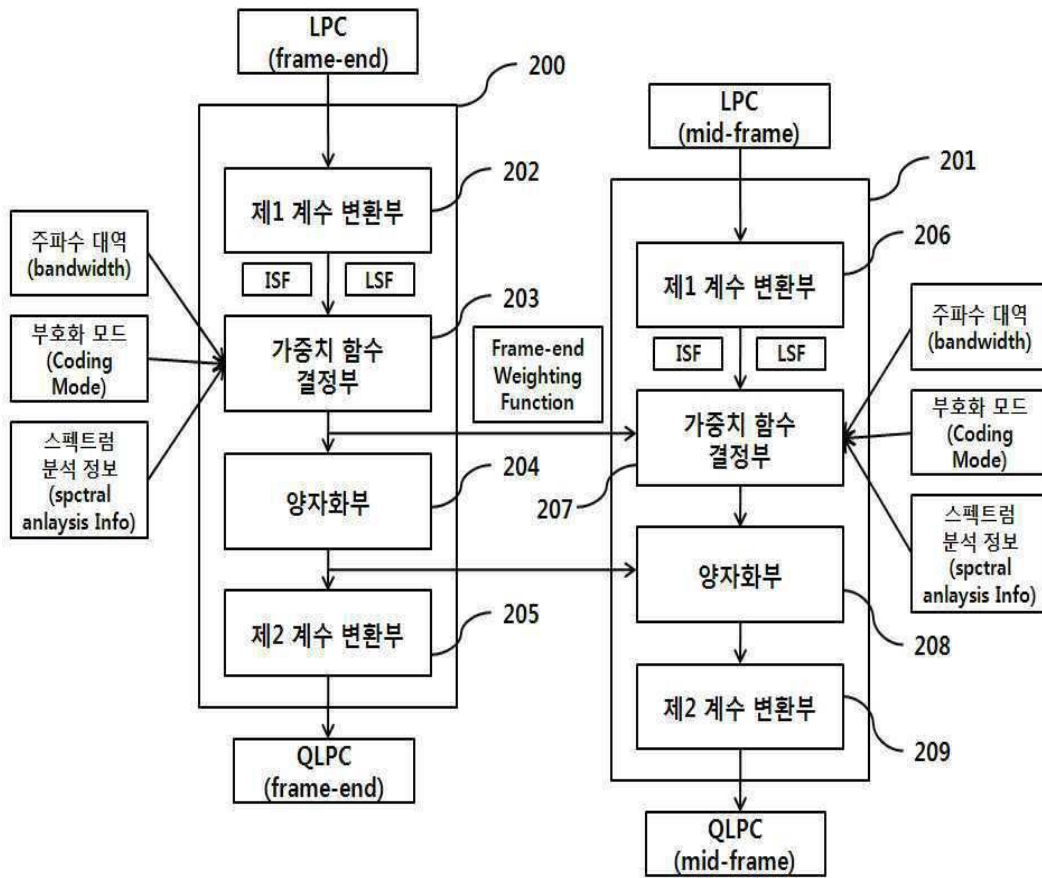 LPC
(frame-end)
200
제1 계수 변환부
202
ISF
LSF
주파수 대역
(bandwidth)
부호화 모드
(Coding
Mode)
스펙트럼
분석 정보
(spctral
anlaysis Info)
가중치 함수
결정부
203
양자화부
204
제2 계수 변환부
205
QLPC
(frame-end)
Frame-end
Weighting
Function
LPC
(mid-frame)
201
제1 계수 변환부
206
ISF
LSF
가중치 함수
결정부
207
주파수 대역
(bandwidth)
부호화 모드
(Coding
Mode)
스펙트럼
분석 정보
(spctral
anlaysis Info)
양자화부
208
제2 계수 변환부
209
QLPC
(mid-frame)